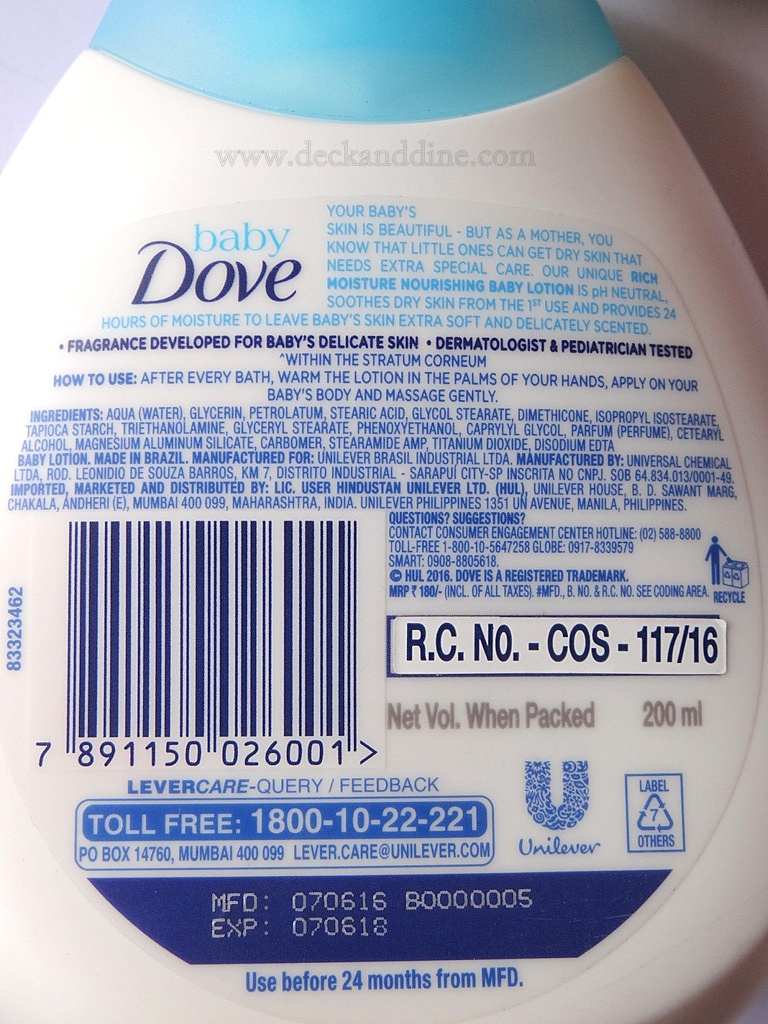 www.deckanddine.com
baby
Dove
YOUR BABY'S
SKIN IS BEAUTIFUL - BUT AS A MOTHER, YOU
KNOW THAT LITTLE ONES CAN GET DRY SKIN THAT
NEEDS EXTRA SPECIAL CARE. OUR UNIQUE RICH
MOISTURE NOURISHING BABY LOTION IS pH NEUTRAL,
SOOTHES DRY SKIN FROM THE 1ST USE AND PROVIDES 24
HOURS OF MOISTURE TO LEAVE BABY'S SKIN EXTRA SOFT AND DELICATELY SCENTED.
• FRAGRANCE DEVELOPED FOR BABY'S DELICATE SKIN • DERMATOLOGIST & PEDIATRICIAN TESTED
^WITHIN THE STRATUM CORNEUM
HOW TO USE: AFTER EVERY BATH, WARM THE LOTION IN THE PALMS OF YOUR HANDS, APPLY ON YOUR
BABY'S BODY AND MASSAGE GENTLY.
INGREDIENTS: AQUA (WATER), GLYCERIN, PETROLATUM, STEARIC ACID, GLYCOL STEARATE, DIMETHICONE, ISOPROPYL ISOSTEARATE,
TAPIOCA STARCH, TRIETHANOLAMINE, GLYCERYL STEARATE, PHENOXYETHANOL, CAPRYLYL GLYCOL, PARFUM (PERFUME), CETEARYL
ALCOHOL, MAGNESIUM ALUMINUM SILICATE, CARBOMER, STEARAMIDE AMP, TITANIUM DIOXIDE, DISODIUM EDTA
BABY LOTION. MADE IN BRAZIL. MANUFACTURED FOR: UNILEVER BRASIL INDUSTRIAL LTDA. MANUFACTURED BY: UNIVERSAL CHEMICAL
LTDA, ROD. LEONIDIO DE SOUZA BARROS, KM 7, DISTRITO INDUSTRIAL - SARAPUÍ CITY-SP INSCRITA NO CNPJ. SOB 64.834.013/0001-49.
IMPORTED, MARKETED AND DISTRIBUTED BY: LIC. USER HINDUSTAN UNILEVER LTD. (HUL), UNILEVER HOUSE, B. D. SAWANT MARG,
CHAKALA, ANDHERI (E), MUMBAI 400 099, MAHARASHTRA, INDIA. UNILEVER PHILIPPINES 1351 UN AVENUE, MANILA, PHILIPPINES.
QUESTIONS? SUGGESTIONS?
CONTACT CONSUMER ENGAGEMENT CENTER HOTLINE: (02) 588-8800
TOLL-FREE 1-800-10-5647258 GLOBE: 0917-8339579
SMART: 0908-8805618.
© HUL 2016. DOVE IS A REGISTERED TRADEMARK.
MRP ₹ 180/- (INCL. OF ALL TAXES). #MFD., B. NO. & R.C. NO. SEE CODING AREA.
RECYCLE
83323462
R.C. NO. - COS - 117/16
Net Vol. When Packed 200 ml
7 891150 026001 >
LEVERCARE-QUERY / FEEDBACK
TOLL FREE: 1800-10-22-221
PO BOX 14760, MUMBAI 400 099 LEVER.CARE@UNILEVER.COM
Unilever
LABEL
7
OTHERS
MFD: 070616 B0000005
EXP: 070618
Use before 24 months from MFD.